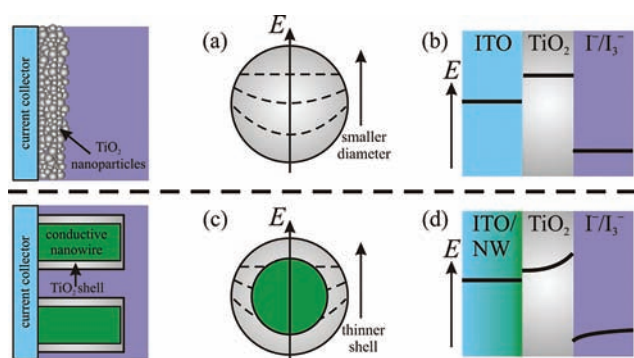 current collector
TiO₂
nanoparticles
(a)
E
smaller
diameter
(b)
E
ITO
TiO₂
I⁻/I₃⁻
current collector
conductive
nanowire
TiO₂ shell
(c)
E
thinner
shell
(d)
E
ITO/
NW
TiO₂
I⁻/I₃⁻